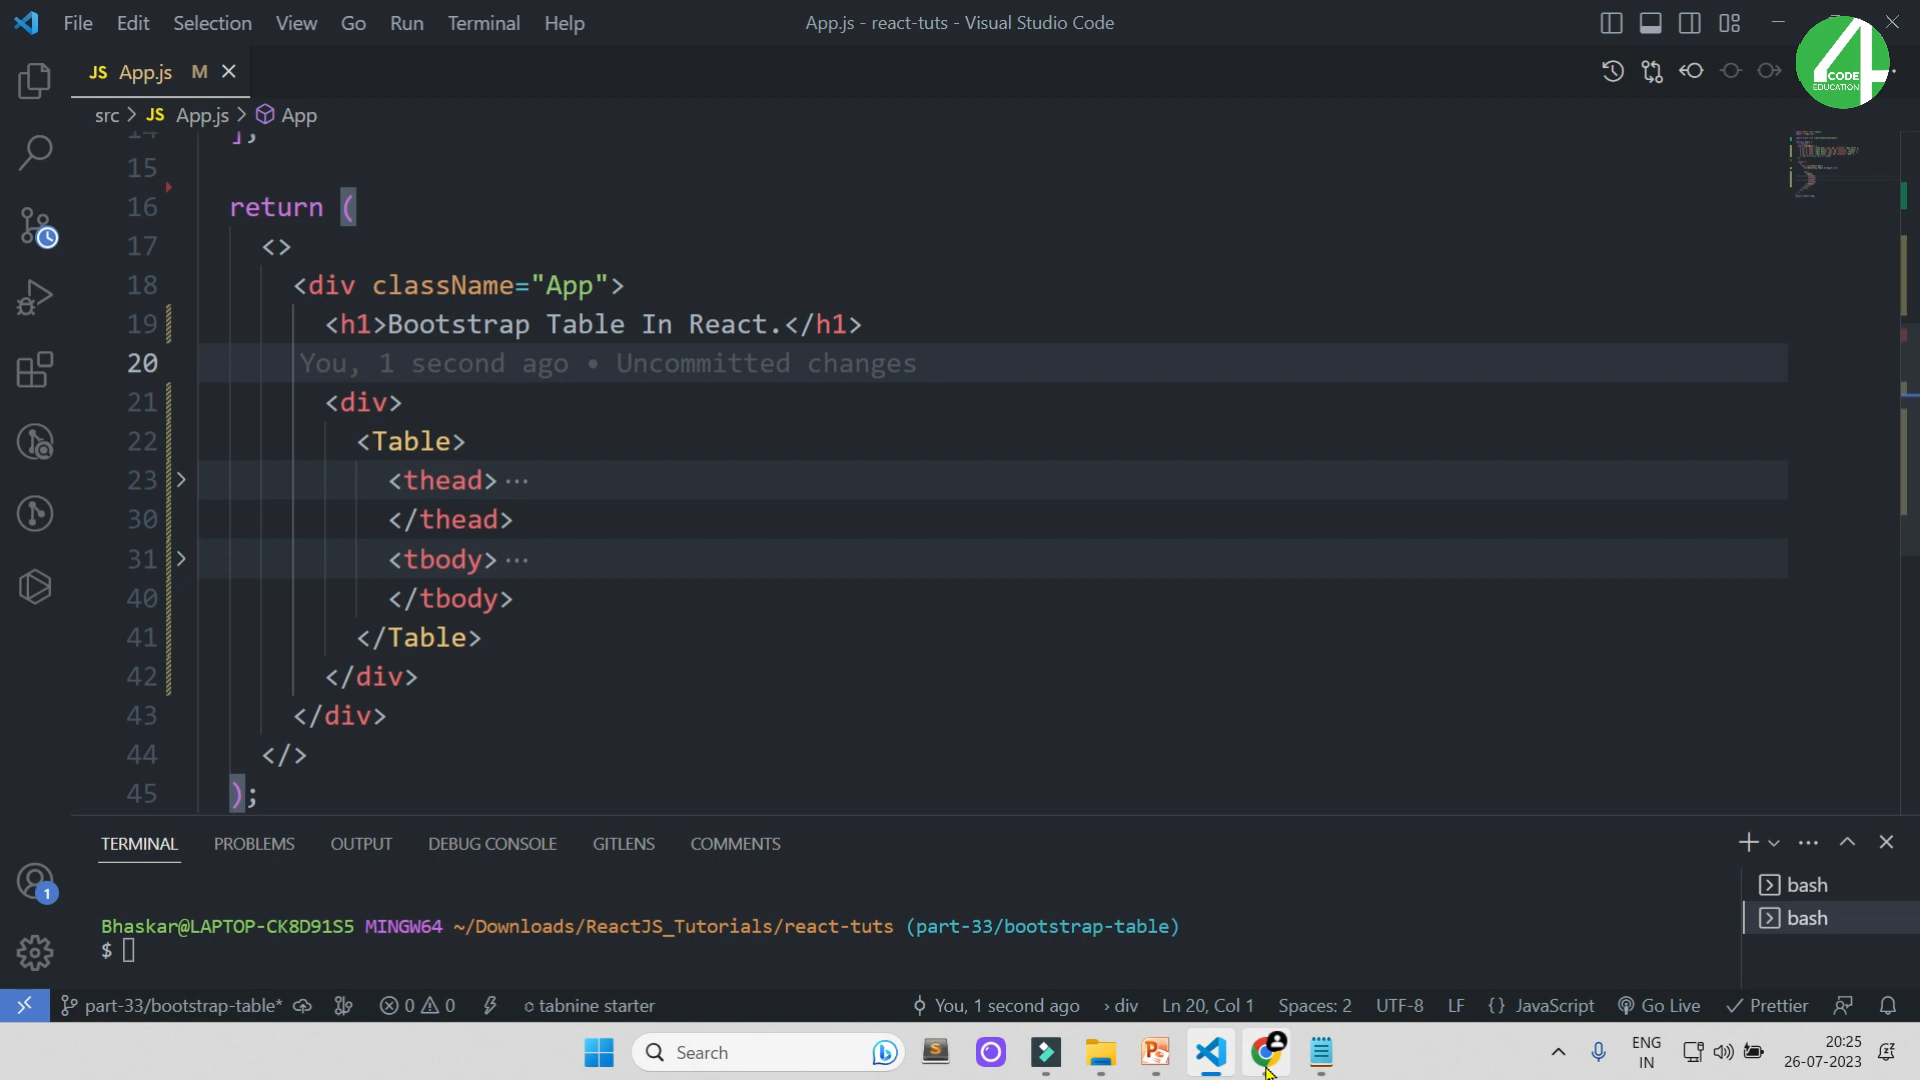 File Edit Selection View Go Run Terminal Help App.js - react-tuts - Visual Studio Code
4 CODE EDUCATION
JS App.js M
src > JS App.js > App
14 ];
15
16 return (
17 <>
18 <div className="App">
19 <h1>Bootstrap Table In React.</h1>
20 You, 1 second ago • Uncommitted changes
21 <div>
22 <Table>
23 <thead>···
30 </thead>
31 <tbody>···
40 </tbody>
41 </Table>
42 </div>
43 </div>
44 </>
45 );
TERMINAL PROBLEMS OUTPUT DEBUG CONSOLE GITLENS COMMENTS
bash
bash
Bhaskar@LAPTOP-CK8D91S5 MINGW64 ~/Downloads/ReactJS_Tutorials/react-tuts (part-33/bootstrap-table)
$
1
part-33/bootstrap-table* 0 0 tabnine starter You, 1 second ago > div Ln 20, Col 1 Spaces: 2 UTF-8 LF {} JavaScript Go Live Prettier
Search
ENG
IN
20:25
26-07-2023